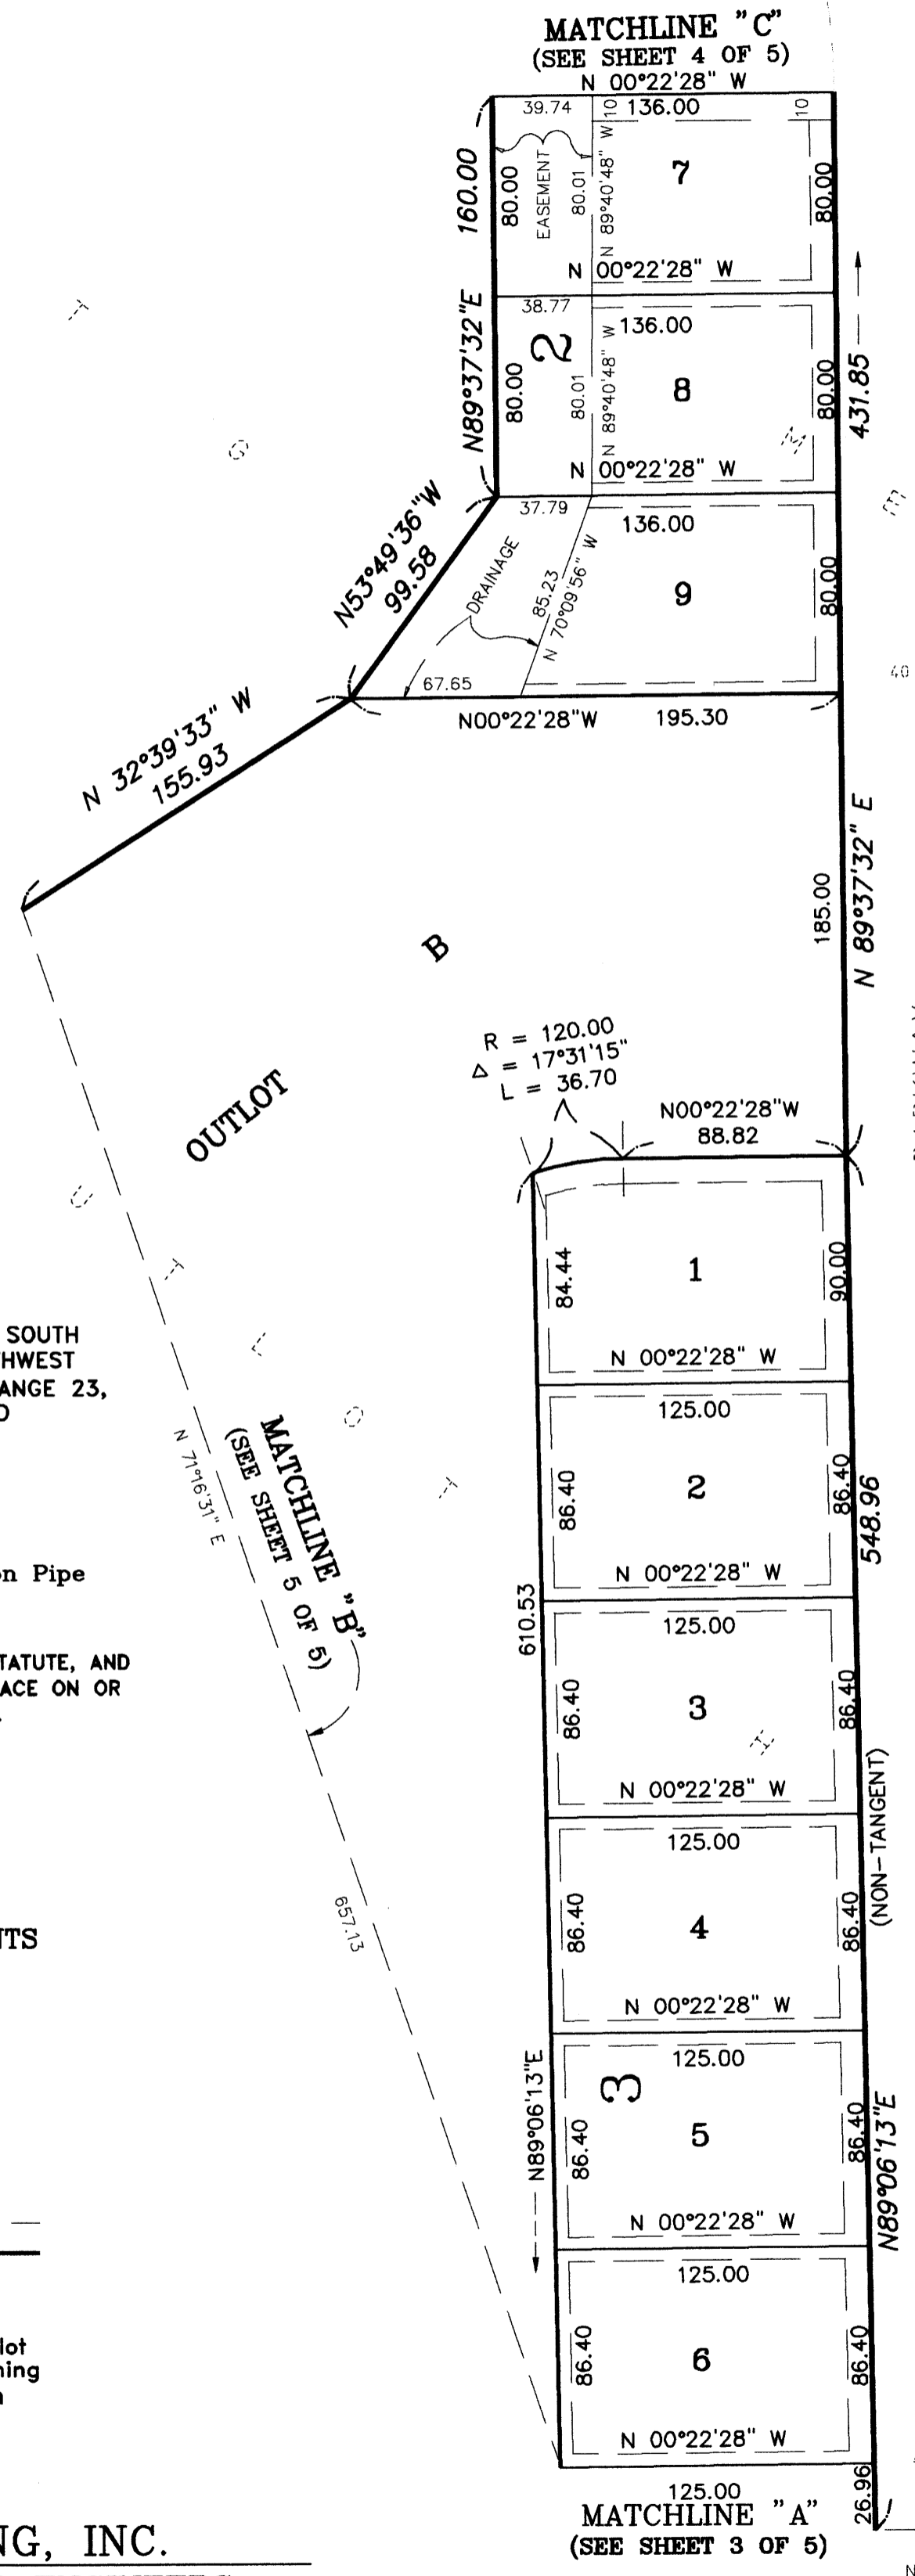 MATCHLINE "C"
(SEE SHEET 4 OF 5)
N 00°22'28" W
39.74
10
136.00
10
160.00
80.00
EASEMENT
80.01
N 89°40'48" W
7
80.00
N 00°22'28" W
38.77
136.00
N89°37'32"E
80.00
2
80.01
N 89°40'48" W
8
80.00
431.85
N 00°22'28" W
M
T
G
37.79
136.00
N53°49'36"W
99.58
DRAINAGE
85.23
N 70°09'56" W
9
80.00
40
67.65
N00°22'28"W
195.30
N 32°39'33" W
155.93
185.00
N 89°37'32" E
B
OUTLOT
R = 120.00
Δ = 17°31'15"
L = 36.70
N00°22'28"W
88.82
84.44
1
90.00
N 00°22'28" W
U
T
L
O
T
SOUTH
HWEST
ANGE 23,
125.00
86.40
2
86.40
548.96
N 00°22'28" W
N 71°16'31" E
MATCHLINE "B"
(SEE SHEET 5 OF 5)
n Pipe
610.53
125.00
86.40
3
86.40
H
N 00°22'28" W
TATUTE, AND
ACE ON OR
(NON-TANGENT)
125.00
86.40
4
86.40
N 00°22'28" W
657.13
NTS
125.00
N89°06'13"E
3
86.40
5
86.40
N89°06'13"E
N 00°22'28" W
125.00
86.40
6
86.40
N 00°22'28" W
lot
ning
125.00
26.96
MATCHLINE "A"
(SEE SHEET 3 OF 5)
NG, INC.
N